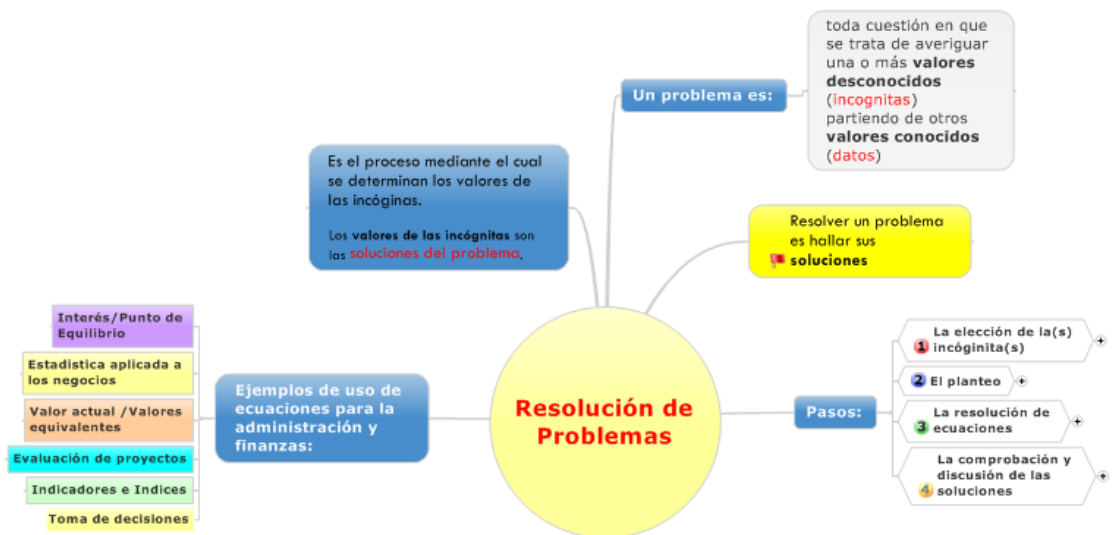 toda cuestión en que
se trata de averiguar
una o más valores
desconocidos
(incognitas)
partiendo de otros
valores conocidos
(datos)
Un problema es:
Es el proceso mediante el cual
se determinan los valores de
las incóginas.
Los valores de las incógnitas son
las soluciones del problema.
Resolver un problema
es hallar sus
soluciones
Resolución de
Problemas
Pasos:
1 La elección de la(s)
incóginita(s)
2 El planteo
3 La resolución de
ecuaciones
4 La comprobación y
discusión de las
soluciones
Ejemplos de uso de
ecuaciones para la
administración y
finanzas:
Interés/Punto de
Equilibrio
Estadistica aplicada a
los negocios
Valor actual /Valores
equivalentes
Evaluación de proyectos
Indicadores e Indices
Toma de decisiones